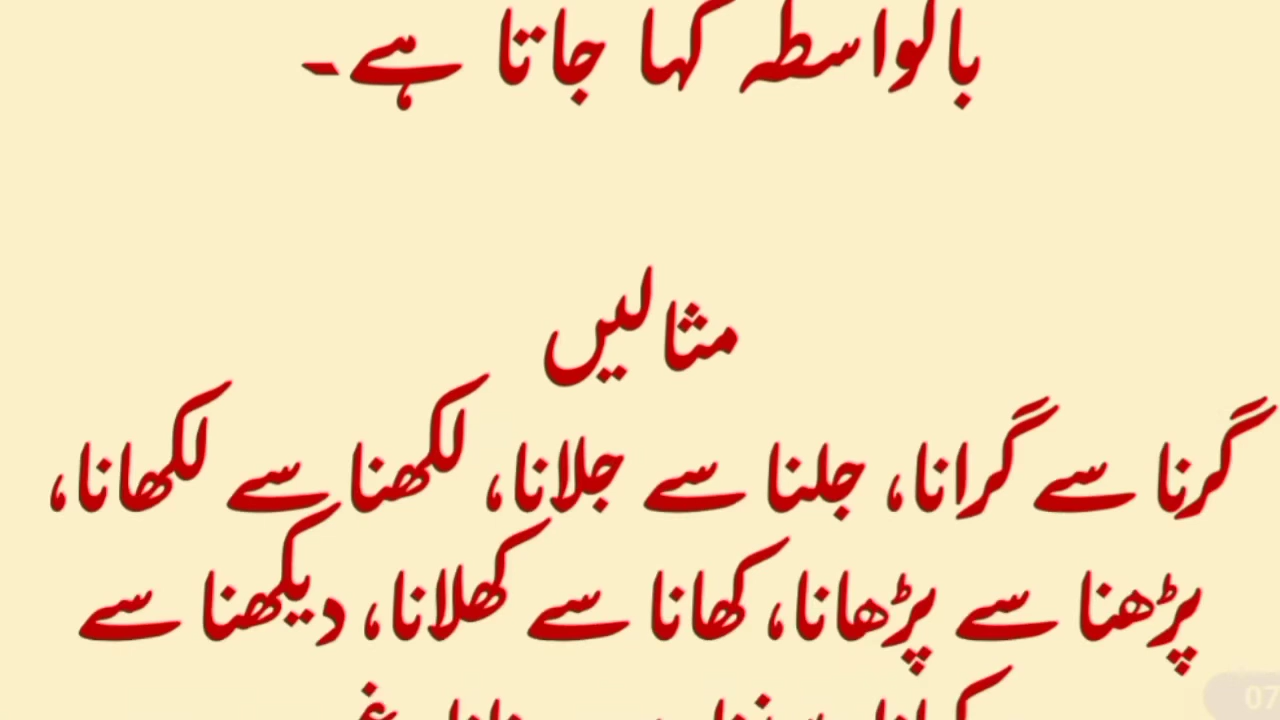 بالواسطہ کہا جاتا ہے۔
مثالیں
گرنا سے گرانا، جلنا سے جلانا، لکھنا سے لکھانا،
پڑھنا سے پڑھانا، کھانا سے کھلانا، دیکھنا سے
07